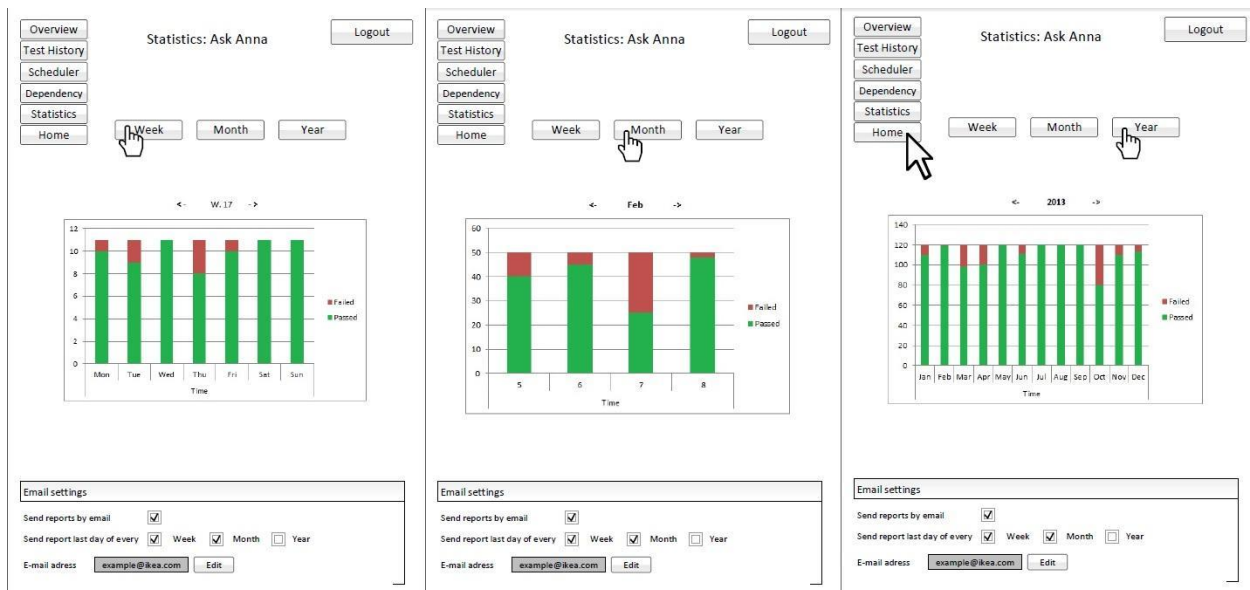 Overview
Statistics: Ask Anna
Logout
Test History
Scheduler
Dependency
Statistics
Home
Week
Month
Year
<- W. 17 ->
12
10
8
6
4
2
0
Mon Tue Wed Thu Fri Sat Sun
Time
Failed
Passed
Email settings
Send reports by email
Send report last day of every Week Month Year
E-mail adress example@ikea.com Edit
Overview
Statistics: Ask Anna
Logout
Test History
Scheduler
Dependency
Statistics
Home
Week
Month
Year
<- Feb ->
60
50
40
30
20
10
0
5 6 7 8
Time
Failed
Passed
Email settings
Send reports by email
Send report last day of every Week Month Year
E-mail adress example@ikea.com Edit
Overview
Statistics: Ask Anna
Logout
Test History
Scheduler
Dependency
Statistics
Home
Week
Month
Year
<- 2013 ->
140
120
100
80
60
40
20
0
Jan Feb Mar Apr May Jun Jul Aug Sep Oct Nov Dec
Time
Failed
Passed
Email settings
Send reports by email
Send report last day of every Week Month Year
E-mail adress example@ikea.com Edit